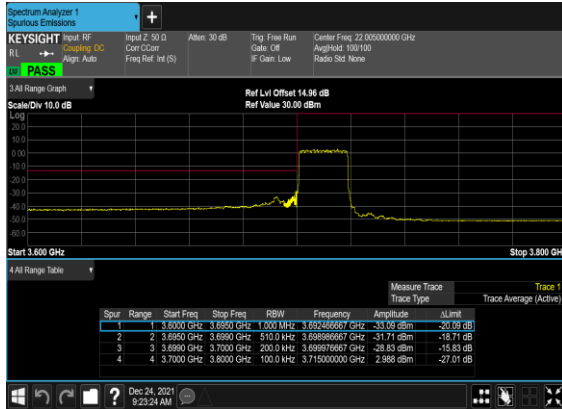 Spectrum Analyzer 1
Spurious Emissions
+
KEYSIGHT Input: RF Input Z: 50 Ω Atten: 30 dB Trig: Free Run Center Freq: 22.005000000 GHz
RL Coupling: DC Corr CCorr Gate: Off Avg|Hold: 100/100
Align: Auto Freq Ref: Int (S) IF Gain: Low Radio Std: None
PASS
3 All Range Graph
Ref Lvl Offset 14.96 dB
Scale/Div 10.0 dB Ref Value 30.00 dBm
Log
20.0
10.0
0.00
-10.0
-20.0
-30.0
-40.0
-50.0
-60.0
Start 3.600 GHz Stop 3.800 GH
4 All Range Table
Measure Trace Trace 1
Trace Type Trace Average (Active)
Spur Range Start Freq Stop Freq RBW Frequency Amplitude ΔLimit
1 1 3.6000 GHz 3.6950 GHz 1.000 MHz 3.692466667 GHz -33.09 dBm -20.09 dB
2 2 3.6950 GHz 3.6990 GHz 510.0 kHz 3.698986667 GHz -31.71 dBm -18.71 dB
3 3 3.6990 GHz 3.7000 GHz 200.0 kHz 3.699976667 GHz -28.83 dBm -15.83 dB
4 4 3.7000 GHz 3.8000 GHz 100.0 kHz 3.715000000 GHz 2.988 dBm -27.01 dB
? Dec 24, 2021
9:23:24 AM